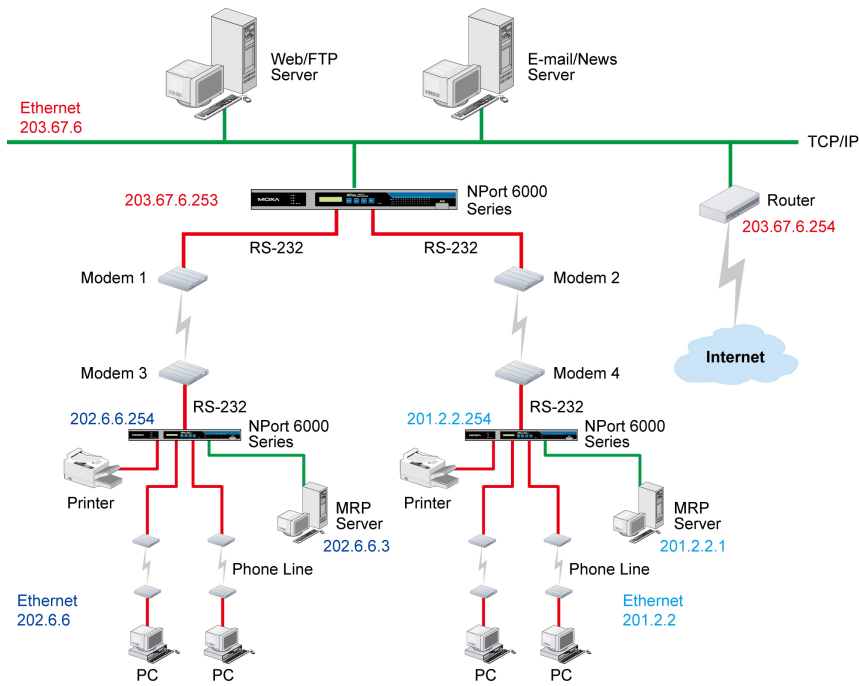 Web/FTP
Server
E-mail/News
Server
Ethernet
203.67.6
TCP/IP
203.67.6.253
MOXA
NPort 6000
Series
Router
203.67.6.254
RS-232
RS-232
Modem 1
Modem 2
Internet
Modem 3
Modem 4
RS-232
RS-232
202.6.6.254
NPort 6000
Series
201.2.2.254
NPort 6000
Series
MOXA
MOXA
Printer
MRP
Server
202.6.6.3
Printer
MRP
Server
201.2.2.1
Phone Line
Phone Line
Ethernet
202.6.6
Ethernet
201.2.2
PC
PC
PC
PC